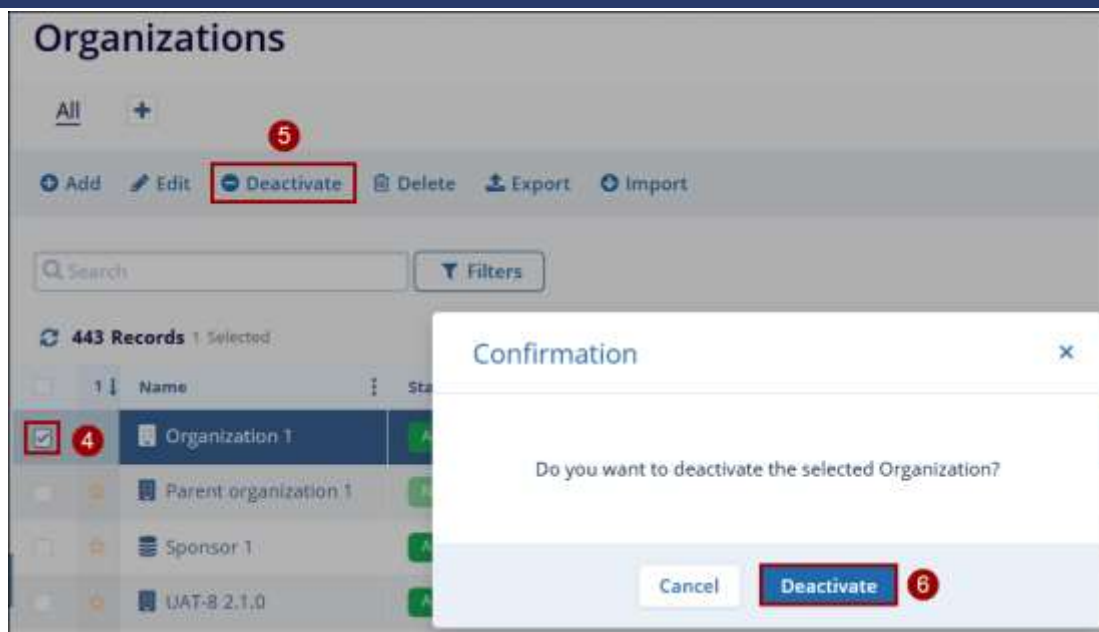 Organizations
All +
5
Add Edit Deactivate Delete Export Import
Search Filters
443 Records 1 Selected
Confirmation ×
1 Name Sta
4 Organization 1 A
Do you want to deactivate the selected Organization?
Parent organization 1 A
Sponsor 1 A
Cancel Deactivate 6
UAT-8 2.1.0 A